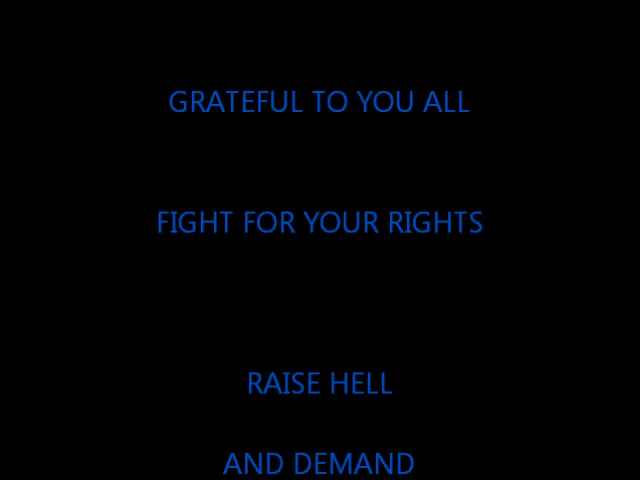 GRATEFUL TO YOU ALL
FIGHT FOR YOUR RIGHTS
RAISE HELL
AND DEMAND